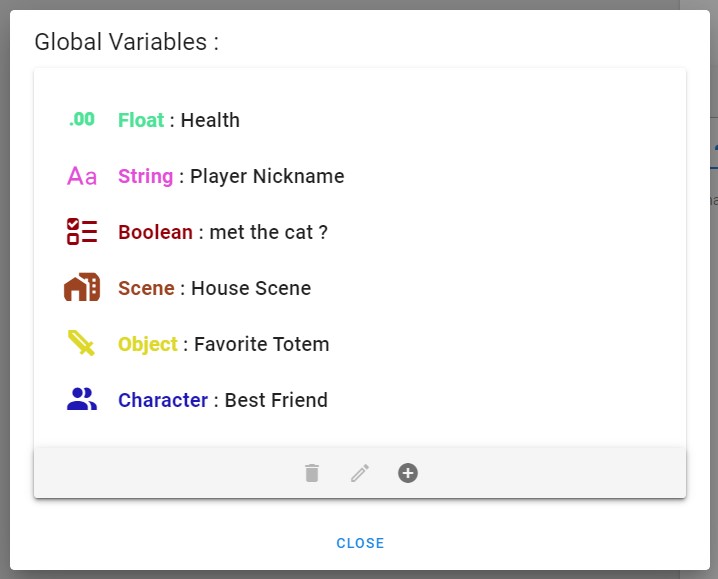 Global Variables :
.00 Float : Health
Aa String : Player Nickname
Boolean : met the cat ?
Scene : House Scene
Object : Favorite Totem
Character : Best Friend
CLOSE